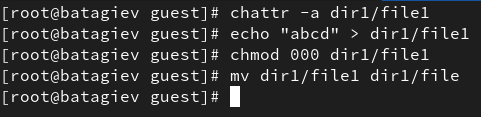 [root@batagiev guest]# chattr -a dir1/file1
[root@batagiev guest]# echo "abcd" > dir1/file1
[root@batagiev guest]# chmod 000 dir1/file1
[root@batagiev guest]# mv dir1/file1 dir1/file
[root@batagiev guest]#